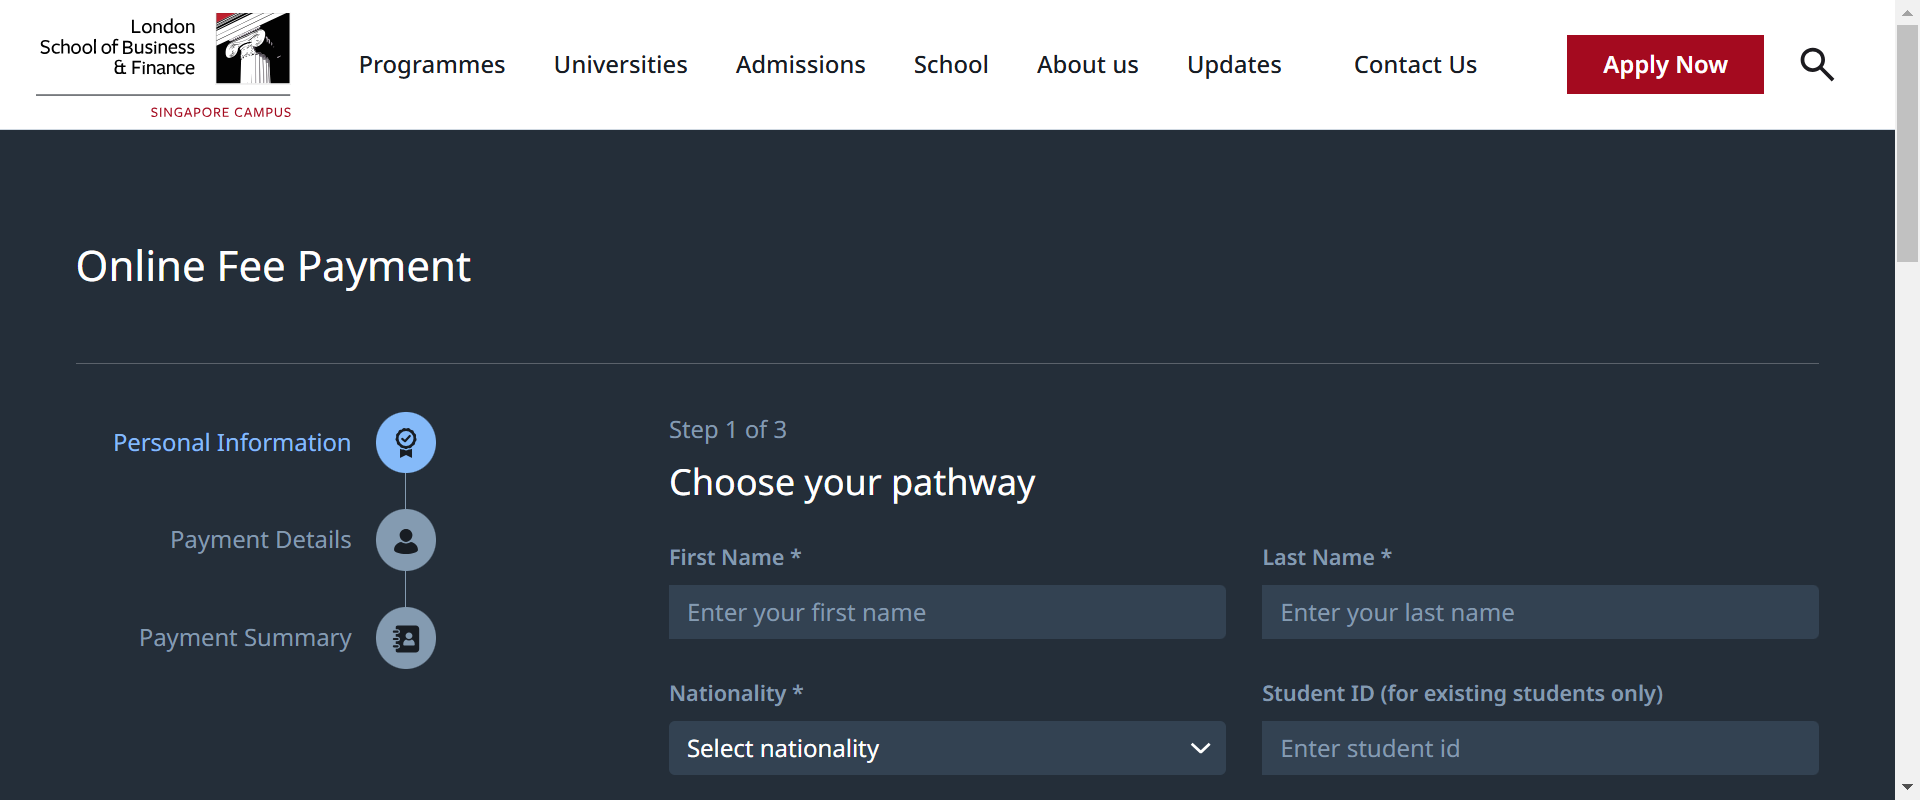 London
School of Business
& Finance
SINGAPORE CAMPUS
Programmes
Universities
Admissions
School
About us
Updates
Contact Us
Apply Now
Online Fee Payment
Personal Information
Payment Details
Payment Summary
Step 1 of 3
Choose your pathway
First Name *
Last Name *
Enter your first name
Enter your last name
Nationality *
Student ID (for existing students only)
Select nationality
Enter student id